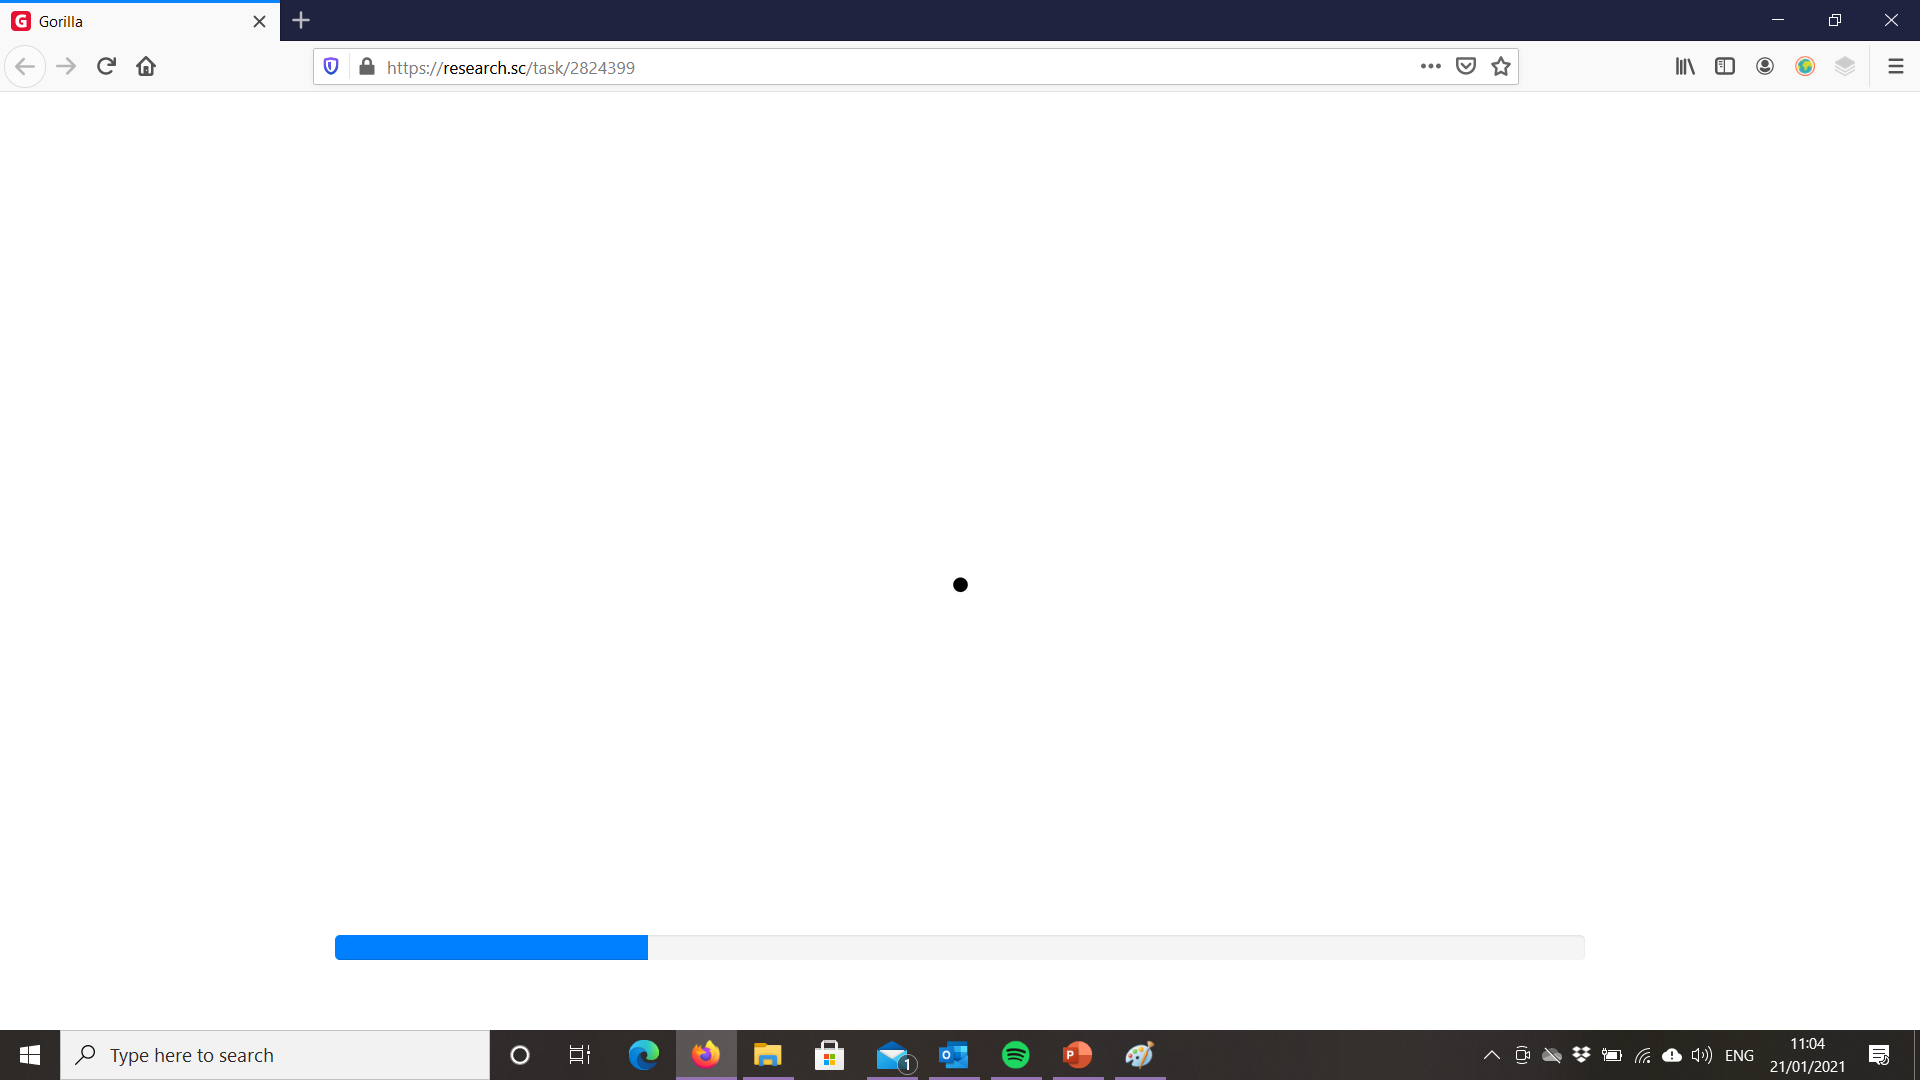 Gorilla
https://research.sc/task/2824399
Type here to search
1
ENG
11:04
21/01/2021